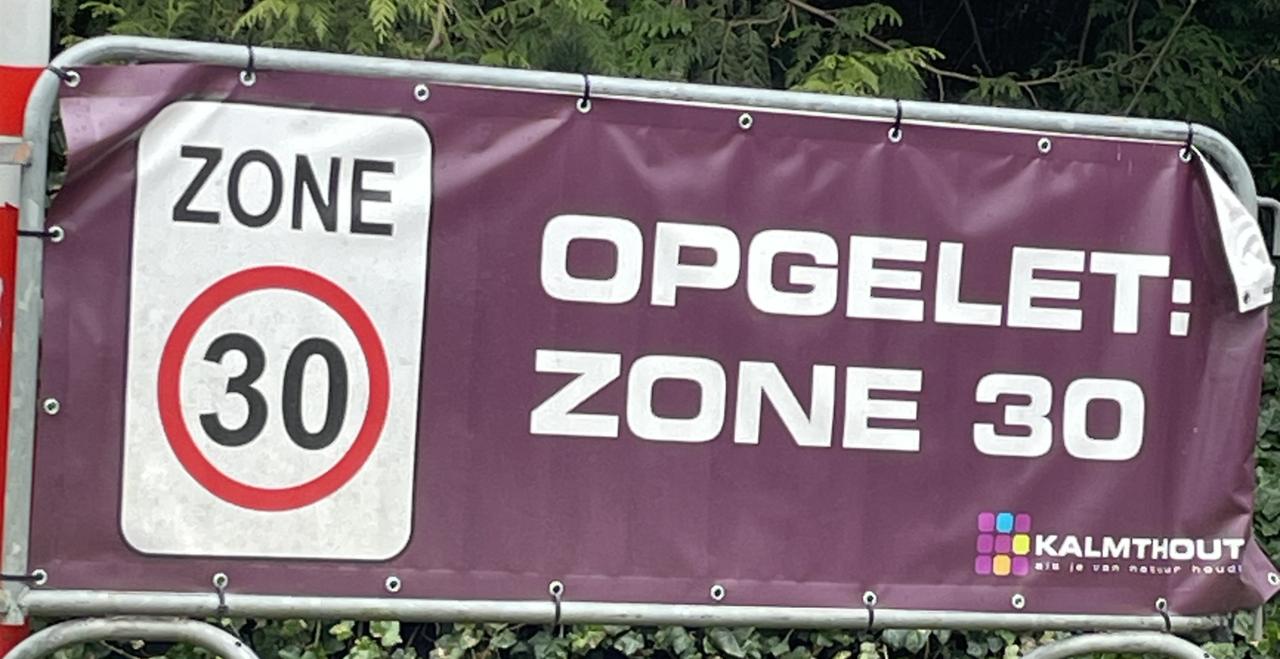 ZONE
30
OPGELET:
ZONE 30
KALMTHOUT
als je van natuur houdt